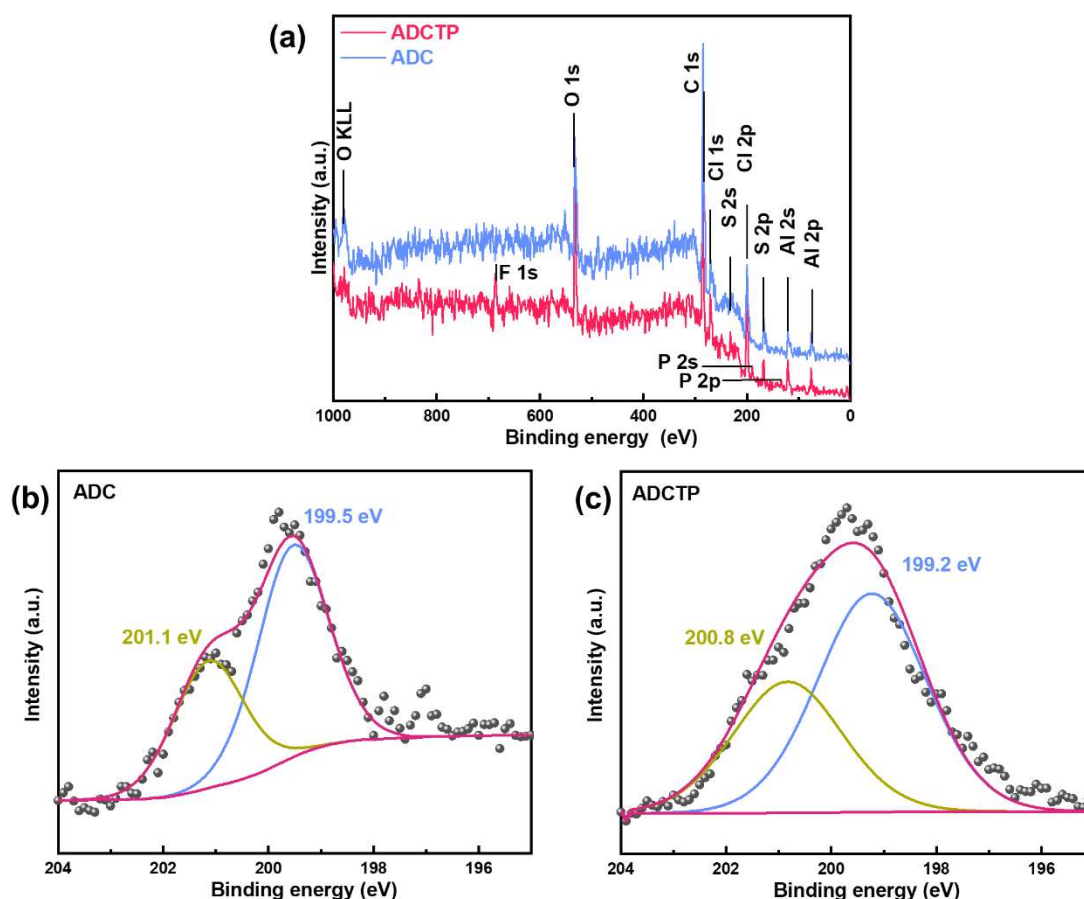 (a)
ADCTP
ADC
O KLL
O 1s
C 1s
Cl 1s
Cl 2p
S 2s
S 2p
Al 2s
Al 2p
F 1s
P 2s
P 2p
Intensity (a.u.)
1000 800 600 400 200 0
Binding energy (eV)
(b)
ADC
199.5 eV
201.1 eV
Intensity (a.u.)
204 202 200 198 196
Binding energy (eV)
(c)
ADCTP
199.2 eV
200.8 eV
Intensity (a.u.)
204 202 200 198 196
Binding energy (eV)